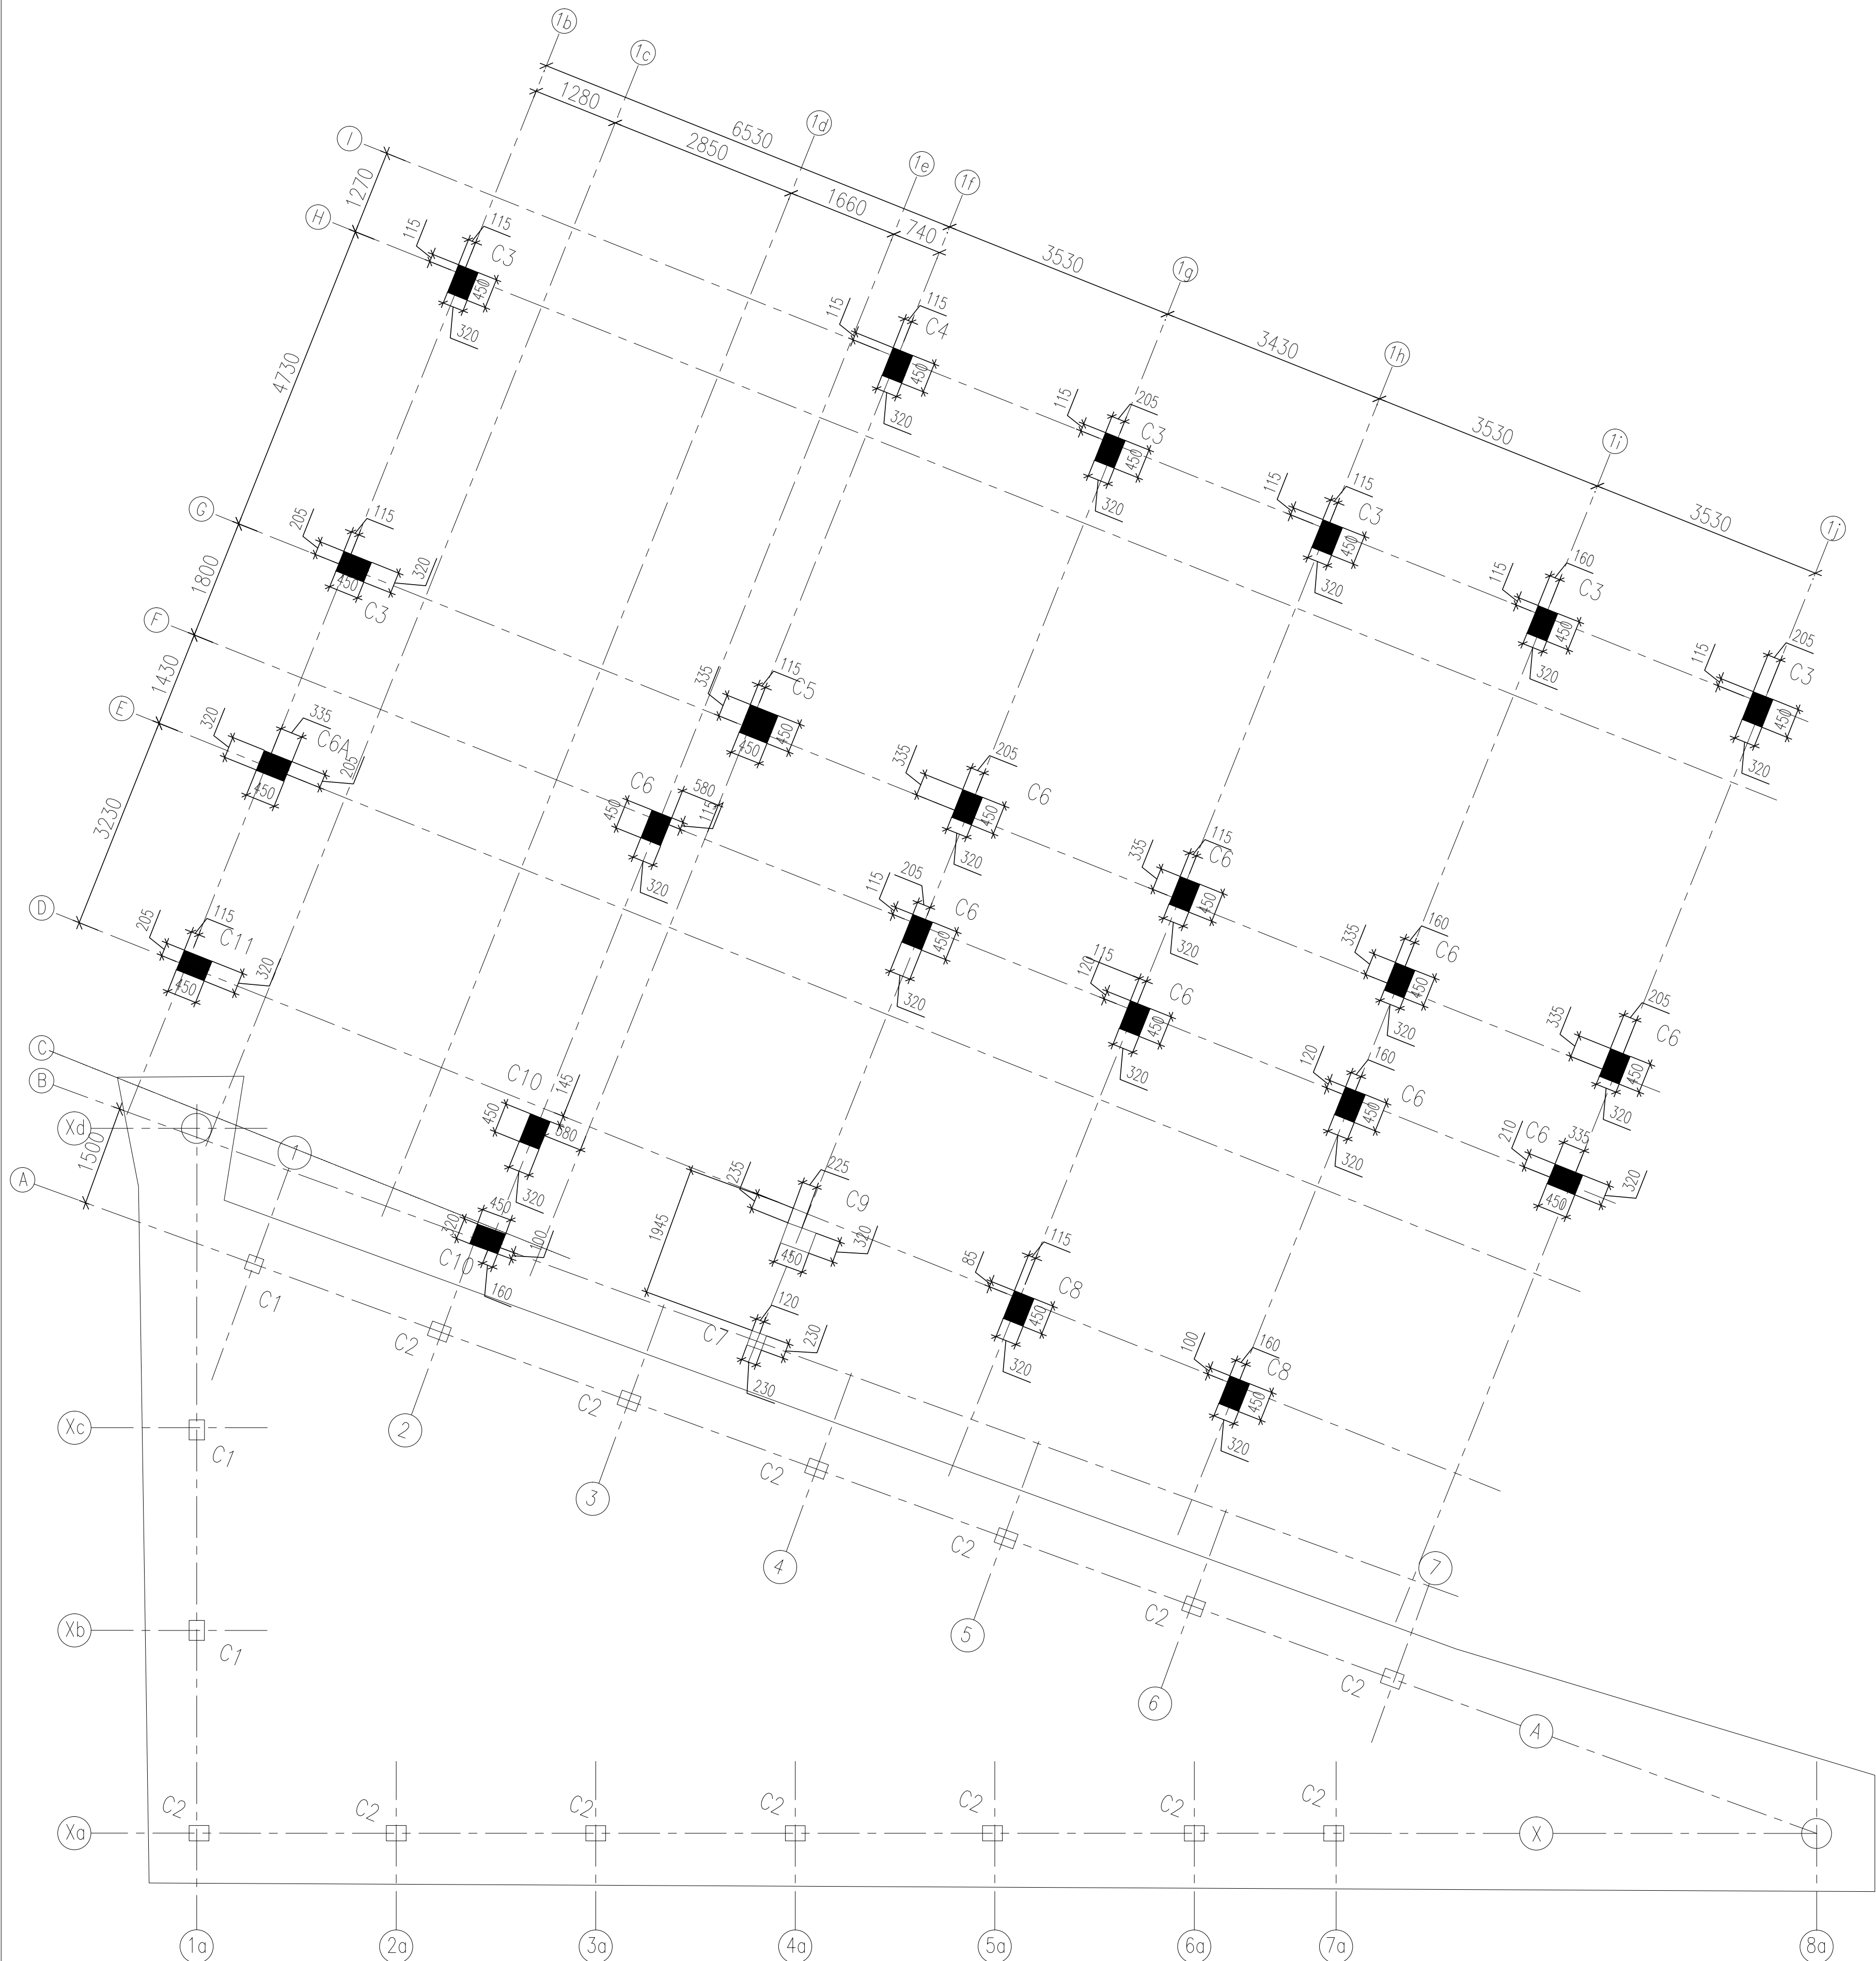 1b
1c
1280
6530
1d
2850
1e
1f
1660
740
I
1270
H
115
115
C3
450
320
3530
1g
3430
1h
3530
1i
3530
1j
115
115
C4
450
320
115
205
C3
450
320
115
115
C3
450
320
115
160
C3
450
320
115
205
C3
450
320
4730
G
205
115
320
450
C3
1800
F
1430
335
115
C5
450
450
E
320
335
C6A
205
450
335
205
C6
450
320
C6
580
450
115
320
335
115
C6
450
320
3230
115
205
C6
450
320
335
160
C6
450
320
D
205
115
C11
320
450
120
115
C6
450
320
335
205
C6
450
320
C
B
Xd
1500
A
1
C10
145
450
580
320
120
160
C6
450
320
210
C6
335
320
450
450
320
100
C10
160
235
225
C9
320
450
1945
C1
C2
120
C7
230
230
85
115
C8
450
320
100
160
C8
450
320
C2
2
Xc
C1
3
C2
4
C2
5
7
Xb
C1
C2
6
C2
A
C2
C2
C2
C2
C2
C2
C2
Xa
X
1a
2a
3a
4a
5a
6a
7a
8a